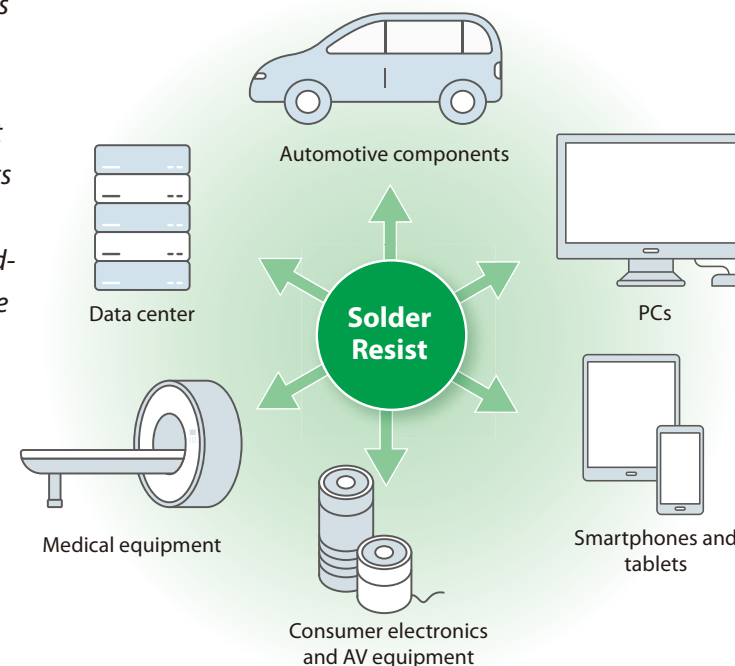 Automotive components
Data center
PCs
Solder
Resist
Medical equipment
Smartphones and
tablets
Consumer electronics
and AV equipment